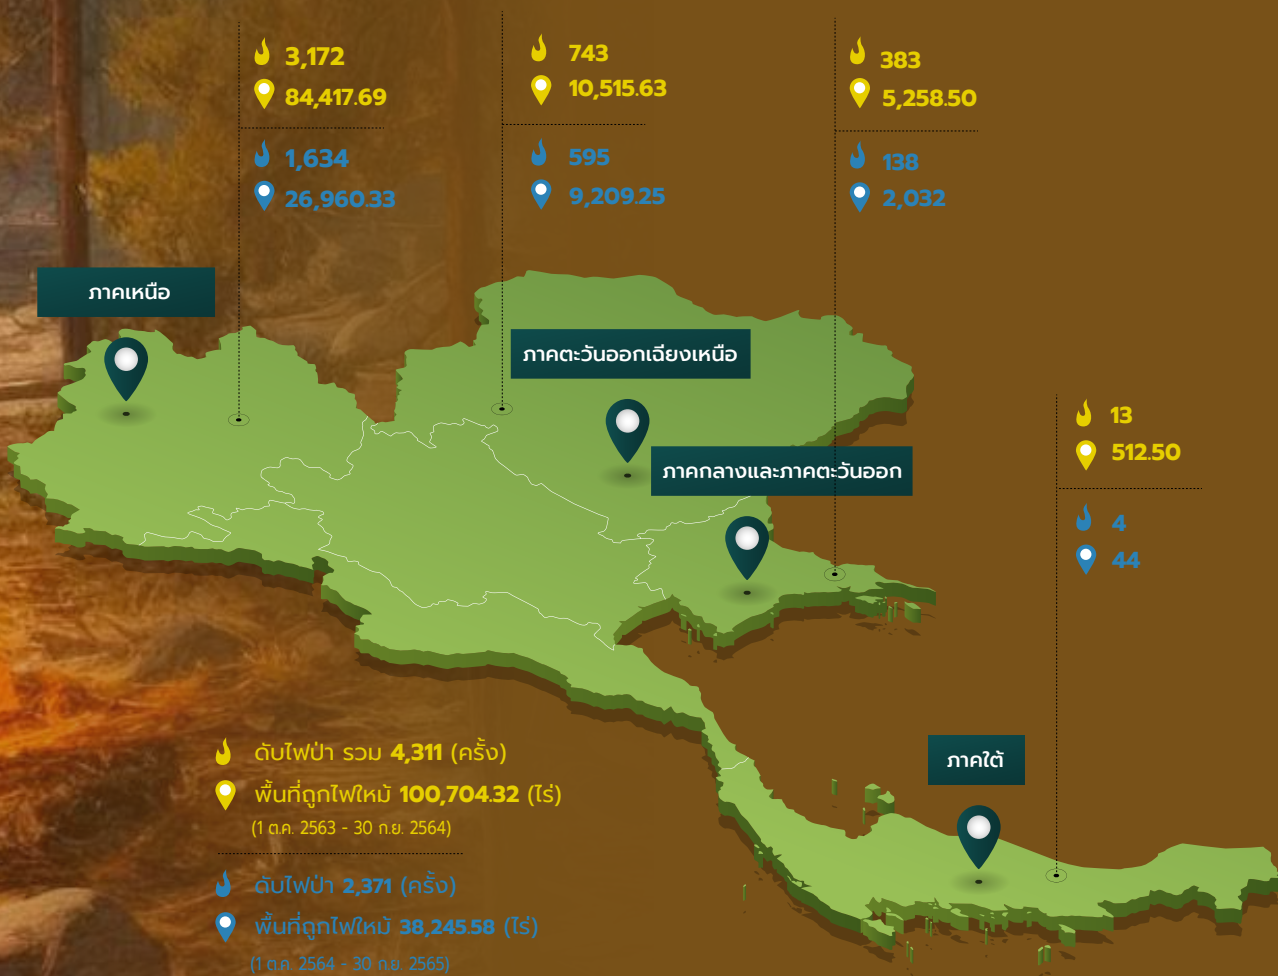 3,172
84,417.69
1,634
26,960.33
743
10,515.63
595
9,209.25
383
5,258.50
138
2,032
ภาคเหนือ
ภาคตะวันออกเฉียงเหนือ
ภาคกลางและภาคตะวันออก
13
512.50
4
44
ภาคใต้
ดับไฟป่า รวม 4,311 (ครั้ง)
พื้นที่ถูกไฟไหม้ 100,704.32 (ไร่)
(1 ต.ค. 2563 - 30 ก.ย. 2564)
ดับไฟป่า 2,371 (ครั้ง)
พื้นที่ถูกไฟไหม้ 38,245.58 (ไร่)
(1 ต.ค. 2564 - 30 ก.ย. 2565)